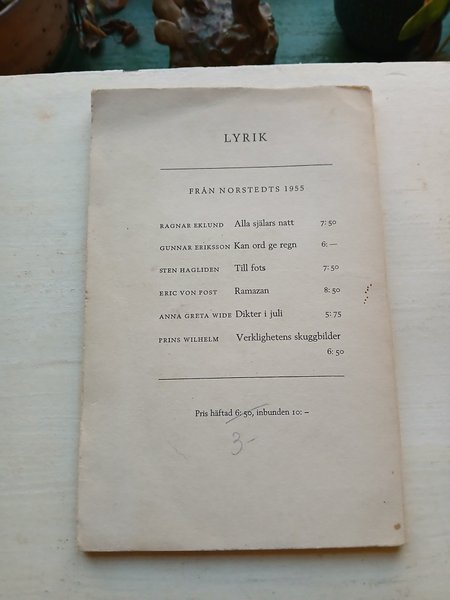 LYRIK
FRÅN NORSTEDTS 1955
RAGNAR EKLUND Alla själars natt 7:50
GUNNAR ERIKSSON Kan ord ge regn 6:—
STEN HAGLIDEN Till fots 7:50
ERIC VON POST Ramazan 8:50
ANNA GRETA WIDE Dikter i juli 5:75
PRINS WILHELM Verklighetens skuggbilder
6:50
Pris häftad 6:50, inbunden 10:–
3-